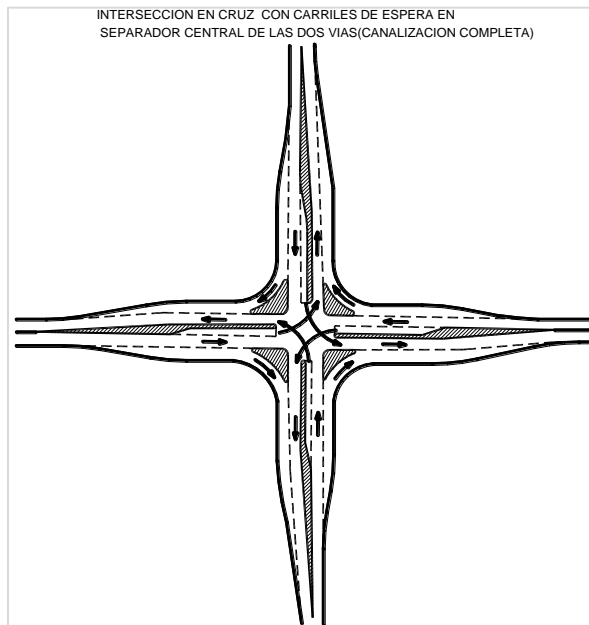 INTERSECCION EN CRUZ CON CARRILES DE ESPERA EN
SEPARADOR CENTRAL DE LAS DOS VIAS(CANALIZACION COMPLETA)